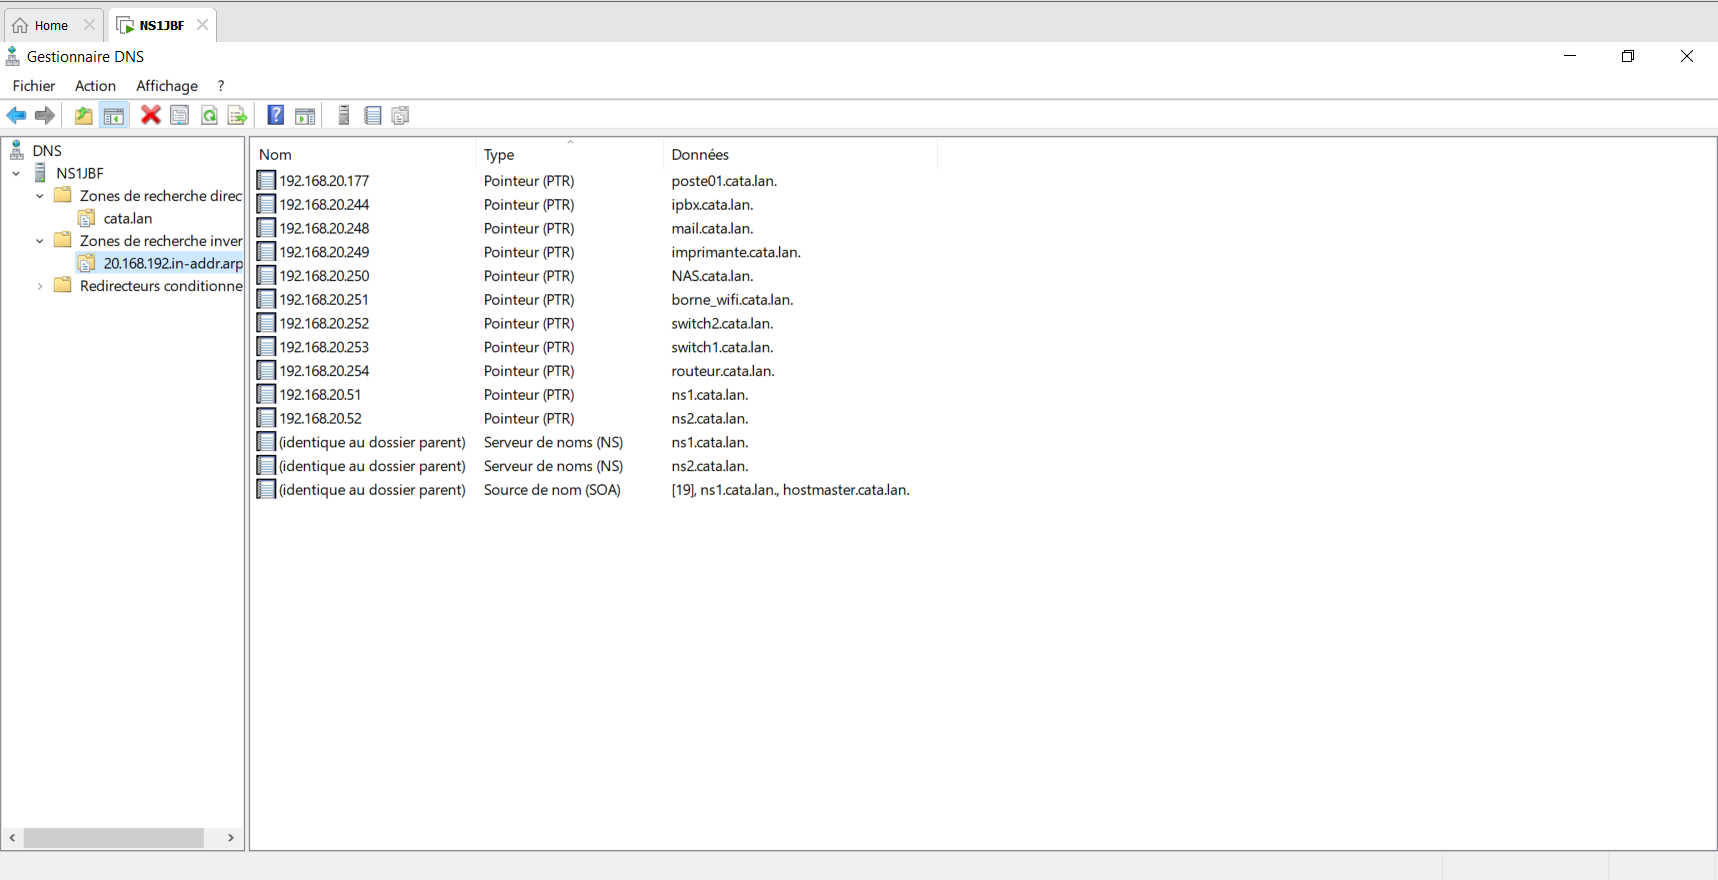 Home NS1JBF
Gestionnaire DNS
Fichier Action Affichage ?
DNS
NS1JBF
Zones de recherche direc
cata.lan
Zones de recherche inver
20.168.192.in-addr.arp
Redirecteurs conditionne
Nom Type Données
192.168.20.177 Pointeur (PTR) poste01.cata.lan.
192.168.20.244 Pointeur (PTR) ipbx.cata.lan.
192.168.20.248 Pointeur (PTR) mail.cata.lan.
192.168.20.249 Pointeur (PTR) imprimante.cata.lan.
192.168.20.250 Pointeur (PTR) NAS.cata.lan.
192.168.20.251 Pointeur (PTR) borne_wifi.cata.lan.
192.168.20.252 Pointeur (PTR) switch2.cata.lan.
192.168.20.253 Pointeur (PTR) switch1.cata.lan.
192.168.20.254 Pointeur (PTR) routeur.cata.lan.
192.168.20.51 Pointeur (PTR) ns1.cata.lan.
192.168.20.52 Pointeur (PTR) ns2.cata.lan.
(identique au dossier parent) Serveur de noms (NS) ns1.cata.lan.
(identique au dossier parent) Serveur de noms (NS) ns2.cata.lan.
(identique au dossier parent) Source de nom (SOA) [19], ns1.cata.lan., hostmaster.cata.lan.